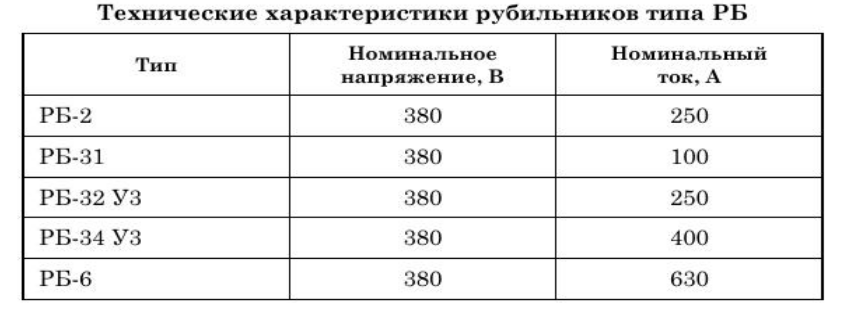 Технические характеристики рубильников типа РБ
Тип
Номинальное
напряжение, В
Номинальный
ток, А
РБ-2 380 250
РБ-31 380 100
РБ-32 УЗ 380 250
РБ-34 УЗ 380 400
РБ-6 380 630